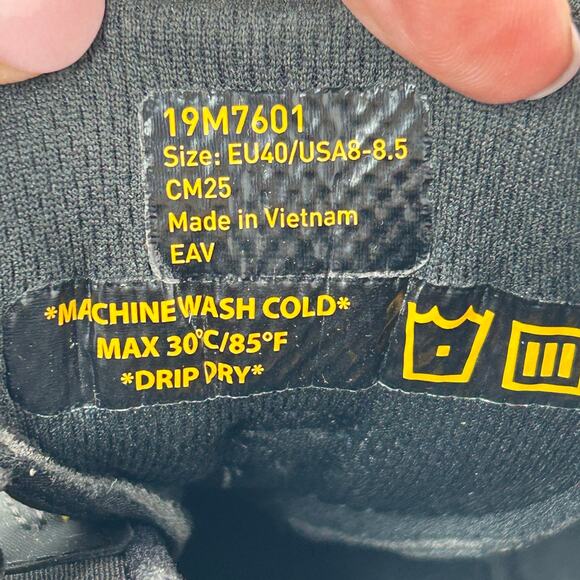 19M7601
Size: EU40/USA8-8.5
CM25
Made in Vietnam
EAV
*MACHINE WASH COLD*
MAX 30°C/85°F
*DRIP DRY*